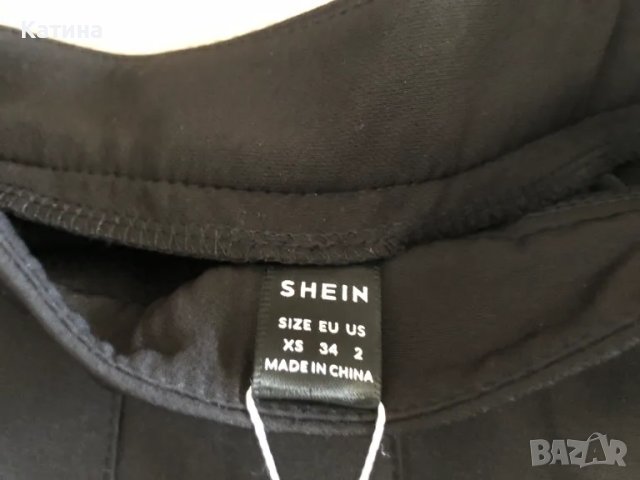 Катина
SHEIN
SIZE EU US
XS 34 2
MADE IN CHINA
BAZAR